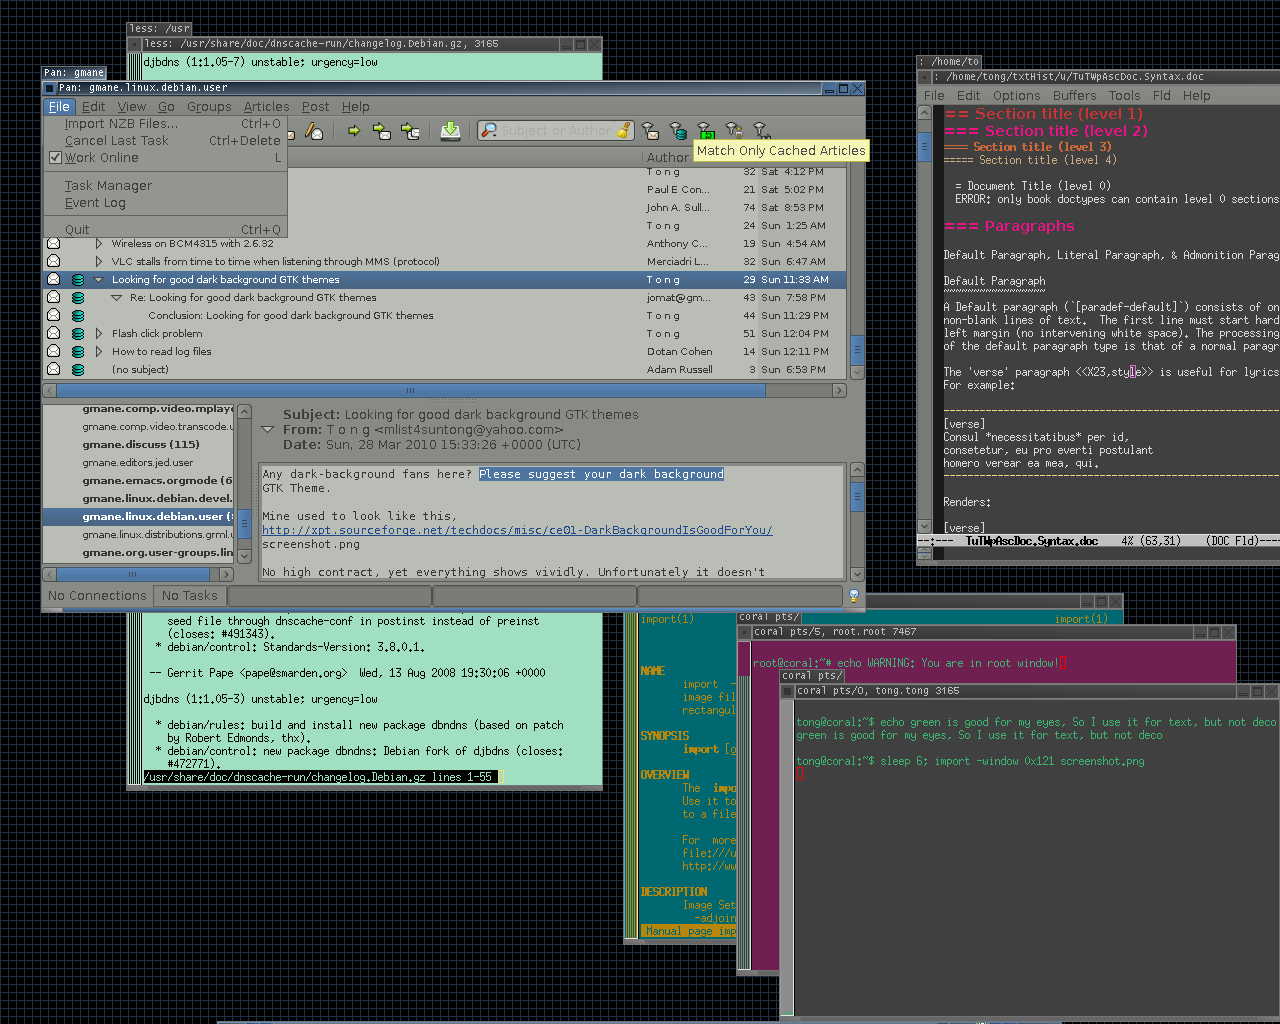 less: /usr
less: /usr/share/doc/dnscache-run/changelog.Debian.gz, 3165
djbdns (1:1.05-7) unstable; urgency=low
Pan: gmane
Pan: gmane.linux.debian.user
File Edit View Go Groups Articles Post Help
Import NZB Files... Ctrl+O
Cancel Last Task Ctrl+Delete
Work Online L
Task Manager
Event Log
Quit Ctrl+Q
Subject or Author
Match Only Cached Articles
Author
T o n g 32 Sat 4:12 PM
Paul E Con... 21 Sat 5:02 PM
John A. Sull... 74 Sat 8:53 PM
T o n g 24 Sun 1:25 AM
Wireless on BCM4315 with 2.6.32 Anthony C... 19 Sun 4:54 AM
VLC stalls from time to time when listening through MMS (protocol) Merciadri L... 32 Sun 6:47 AM
Looking for good dark background GTK themes T o n g 29 Sun 11:33 AM
Re: Looking for good dark background GTK themes jomat@gm... 43 Sun 7:58 PM
Conclusion: Looking for good dark background GTK themes T o n g 44 Sun 11:29 PM
Flash click problem T o n g 51 Sun 12:04 PM
How to read log files Dotan Cohen 14 Sun 12:11 PM
(no subject) Adam Russell 3 Sun 6:53 PM
gmane.comp.video.mplaye
gmane.comp.video.transcode.u
gmane.discuss (115)
gmane.editors.jed.user
gmane.emacs.orgmode (6
gmane.linux.debian.devel.
gmane.linux.debian.user (
gmane.linux.distributions.grml.u
gmane.org.user-groups.lin
Subject: Looking for good dark background GTK themes
From: T o n g <mlist4suntong@yahoo.com>
Date: Sun, 28 Mar 2010 15:33:26 +0000 (UTC)
Any dark-background fans here? Please suggest your dark background
GTK Theme.
Mine used to look like this,
http://xpt.sourceforge.net/techdocs/misc/ce01-DarkBackgroundIsGoodForYou/
screenshot.png
No high contract, yet everything shows vividly. Unfortunately it doesn't
No Connections No Tasks
seed file through dnscache-conf in postinst instead of preinst
(closes: #491343).
* debian/control: Standards-Version: 3.8.0.1.
-- Gerrit Pape <pape@smarden.org> Wed, 13 Aug 2008 19:30:06 +0000
djbdns (1:1.05-3) unstable; urgency=low
* debian/rules: build and install new package dbndns (based on patch
by Robert Edmonds, thx).
* debian/control: new package dbndns: Debian fork of djbdns (closes:
#472771).
/usr/share/doc/dnscache-run/changelog.Debian.gz lines 1-55
: /home/to
: /home/tong/txtHist/u/TuTWpAscDoc.Syntax.doc
File Edit Options Buffers Tools Fld Help
== Section title (level 1)
=== Section title (level 2)
==== Section title (level 3)
===== Section title (level 4)
= Document Title (level 0)
ERROR: only book doctypes can contain level 0 sections
=== Paragraphs
Default Paragraph, Literal Paragraph, & Admonition Parag
Default Paragraph
~~~~~~~~~~~~~~~~~
A Default paragraph (`[paradef-default]`) consists of on
non-blank lines of text. The first line must start hard
left margin (no intervening white space). The processing
of the default paragraph type is that of a normal paragr
The 'verse' paragraph <<X23,style>> is useful for lyrics
For example:
[verse]
Consul *necessitatibus* per id,
consetetur, eu pro everti postulant
homero verear ea mea, qui.
Renders:
[verse]
--:--- TuTWpAscDoc.Syntax.doc 4% (63,31) (DOC Fld)----
import(1) import(1)
NAME
import -
image fil
rectangul
SYNOPSIS
import [o
OVERVIEW
The impo
Use it to
to a file
For more
file:///u
http://ww
DESCRIPTION
Image Set
-adjoin
Manual page imp
coral pts/
coral pts/5, root.root 7467
root@coral:~# echo WARNING: You are in root window!
coral pts/
coral pts/0, tong.tong 3165
tong@coral:~$ echo green is good for my eyes, So I use it for text, but not deco
green is good for my eyes, So I use it for text, but not deco
tong@coral:~$ sleep 6; import -window 0x121 screenshot.png